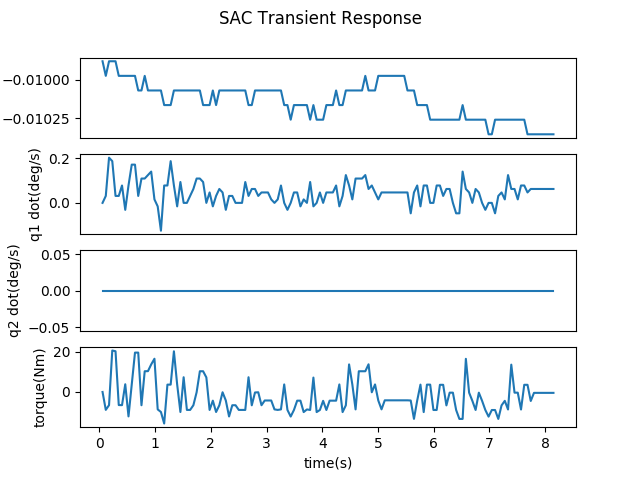 SAC Transient Response
−0.01000
−0.01025
q1 dot(deg/s)
0.2
0.0
q2 dot(deg/s)
0.05
0.00
−0.05
torque(Nm)
20
0
0 1 2 3 4 5 6 7 8
time(s)